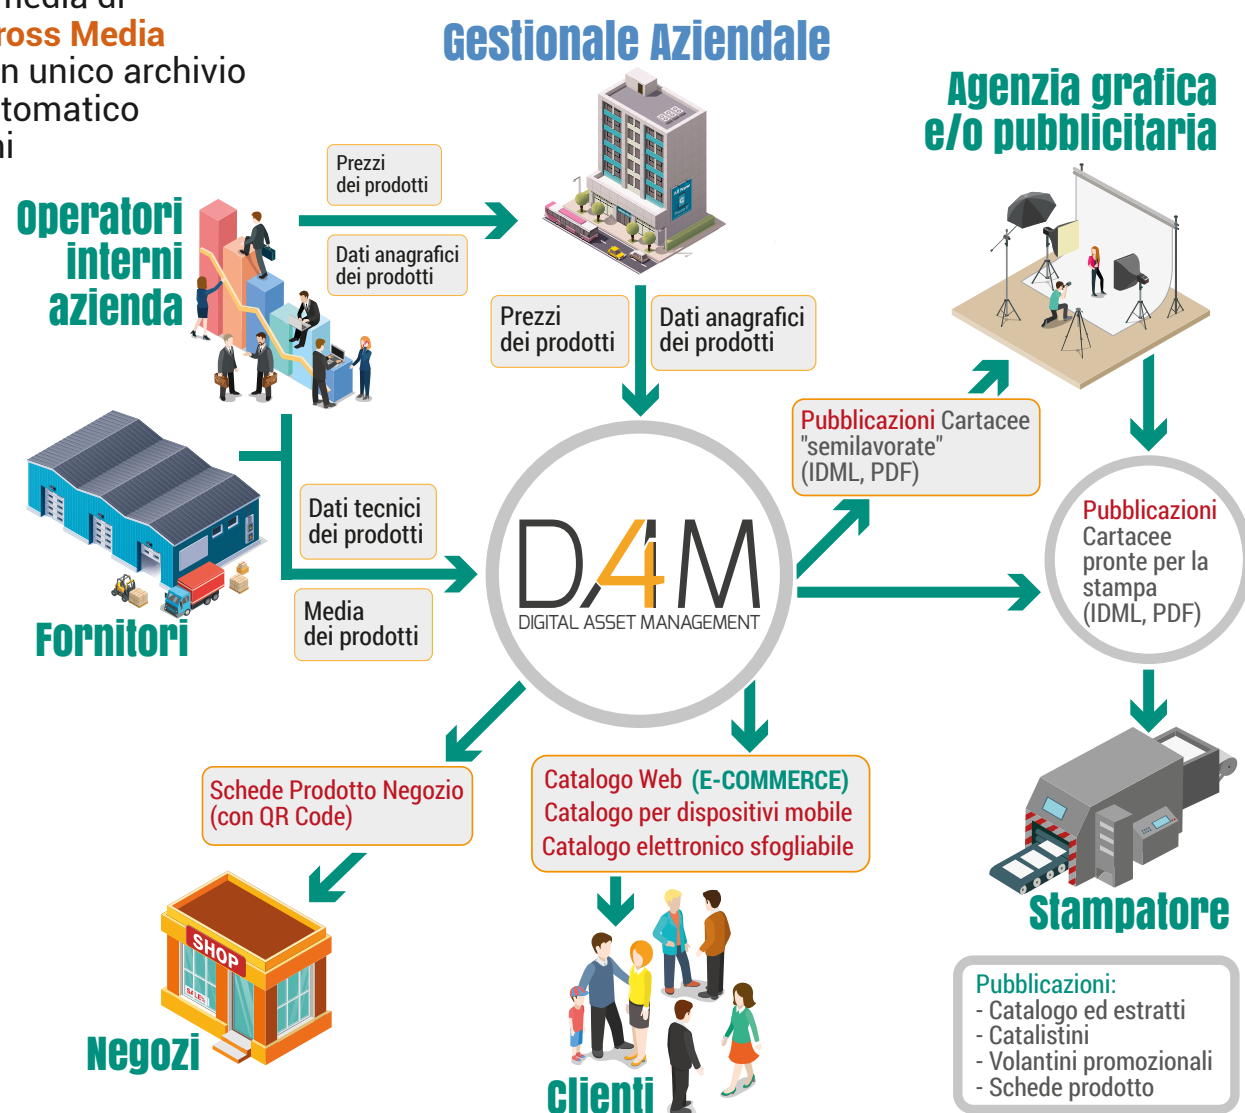 media di
ross Media
n unico archivio
tomatico
ni
Gestionale Aziendale
Agenzia grafica
e/o pubblicitaria
Operatori
interni
azienda
Prezzi
dei prodotti
Dati anagrafici
dei prodotti
Prezzi
dei prodotti
Dati anagrafici
dei prodotti
Pubblicazioni Cartacee
"semilavorate"
(IDML, PDF)
Dati tecnici
dei prodotti
Media
dei prodotti
Fornitori
D4M
DIGITAL ASSET MANAGEMENT
Pubblicazioni
Cartacee
pronte per la
stampa
(IDML, PDF)
Schede Prodotto Negozio
(con QR Code)
Catalogo Web (E-COMMERCE)
Catalogo per dispositivi mobile
Catalogo elettronico sfogliabile
Stampatore
SHOP
SALES
Negozi
Clienti
Pubblicazioni:
- Catalogo ed estratti
- Catalistini
- Volantini promozionali
- Schede prodotto